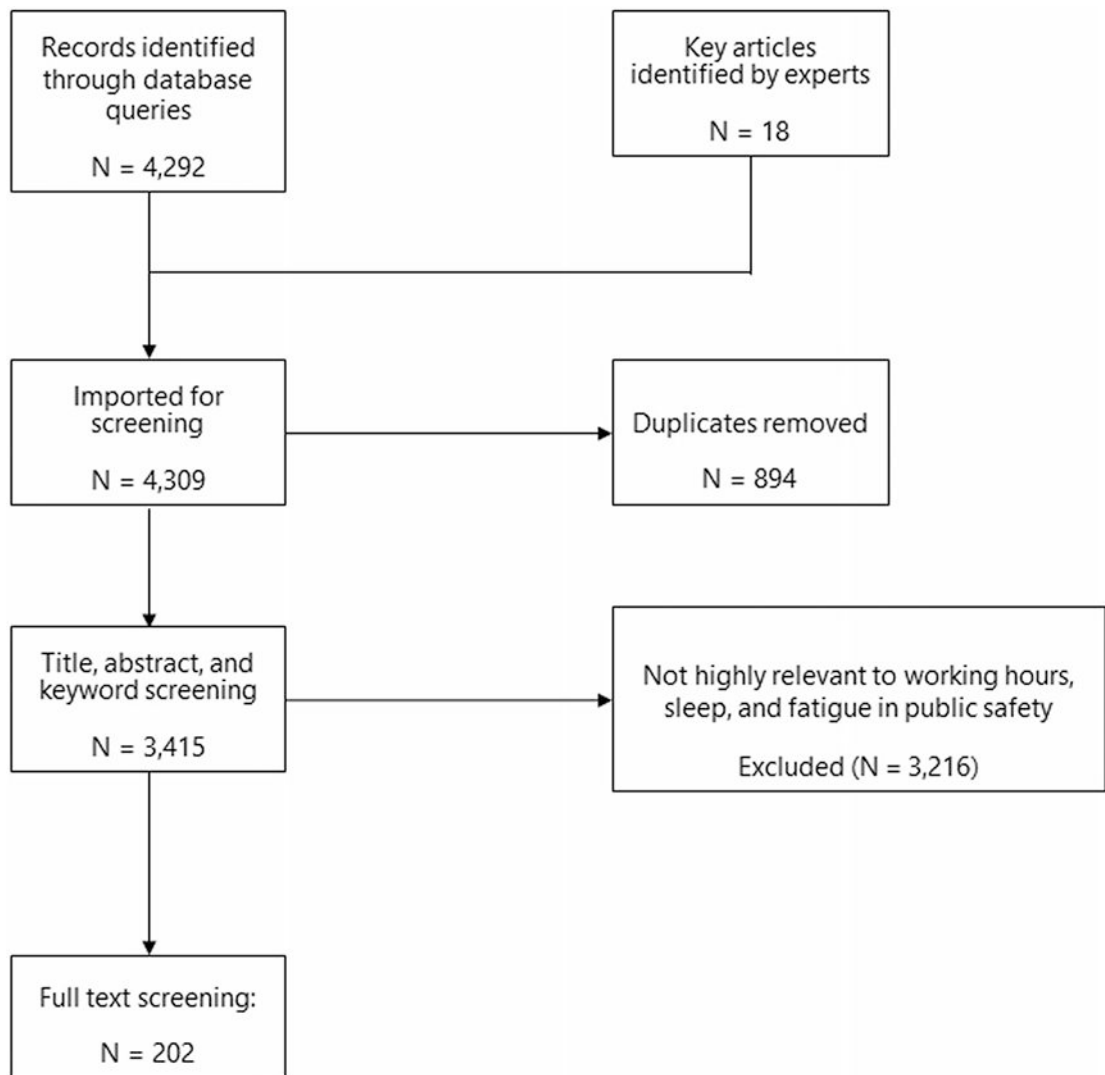 Records identified
through database
queries
N = 4,292
Key articles
identified by experts
N = 18
Imported for
screening
N = 4,309
Duplicates removed
N = 894
Title, abstract, and
keyword screening
N = 3,415
Not highly relevant to working hours,
sleep, and fatigue in public safety
Excluded (N = 3,216)
Full text screening:
N = 202